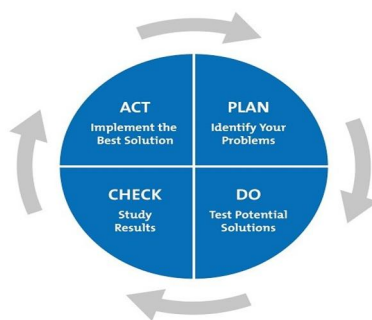 ACT
Implement the
Best Solution
PLAN
Identify Your
Problems
CHECK
Study
Results
DO
Test Potential
Solutions